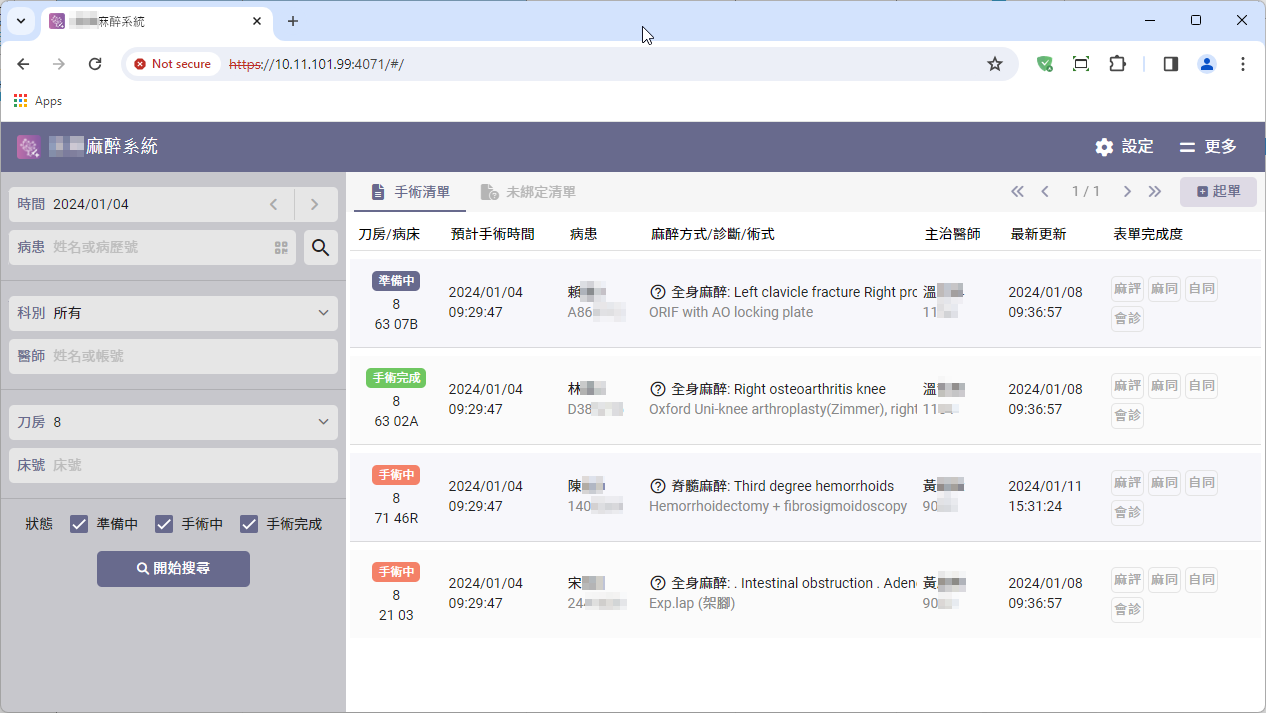 麻醉系統
Not secure
https://10.11.101.99:4071/#/
Apps
麻醉系統
設定
更多
時間 2024/01/04
病患 姓名或病歷號
科別 所有
醫師 姓名或帳號
刀房 8
床號 床號
狀態 準備中 手術中 手術完成
開始搜尋
手術清單 未綁定清單 1 / 1 起單
刀房/病床 預計手術時間 病患 麻醉方式/診斷/術式 主治醫師 最新更新 表單完成度
準備中
8
63 07B
2024/01/04
09:29:47
賴
A86
全身麻醉: Left clavicle fracture Right pro
ORIF with AO locking plate
溫
11
2024/01/08
09:36:57
麻評 麻同 自同
會診
手術完成
8
63 02A
2024/01/04
09:29:47
林
D38
全身麻醉: Right osteoarthritis knee
Oxford Uni-knee arthroplasty(Zimmer), right
溫
11
2024/01/08
09:36:57
麻評 麻同 自同
會診
手術中
8
71 46R
2024/01/04
09:29:47
陳
140
脊髓麻醉: Third degree hemorrhoids
Hemorrhoidectomy + fibrosigmoidoscopy
黃
90
2024/01/11
15:31:24
麻評 麻同 自同
會診
手術中
8
21 03
2024/01/04
09:29:47
宋
24
全身麻醉: . Intestinal obstruction . Aden
Exp.lap (架腳)
黃
90
2024/01/08
09:36:57
麻評 麻同 自同
會診